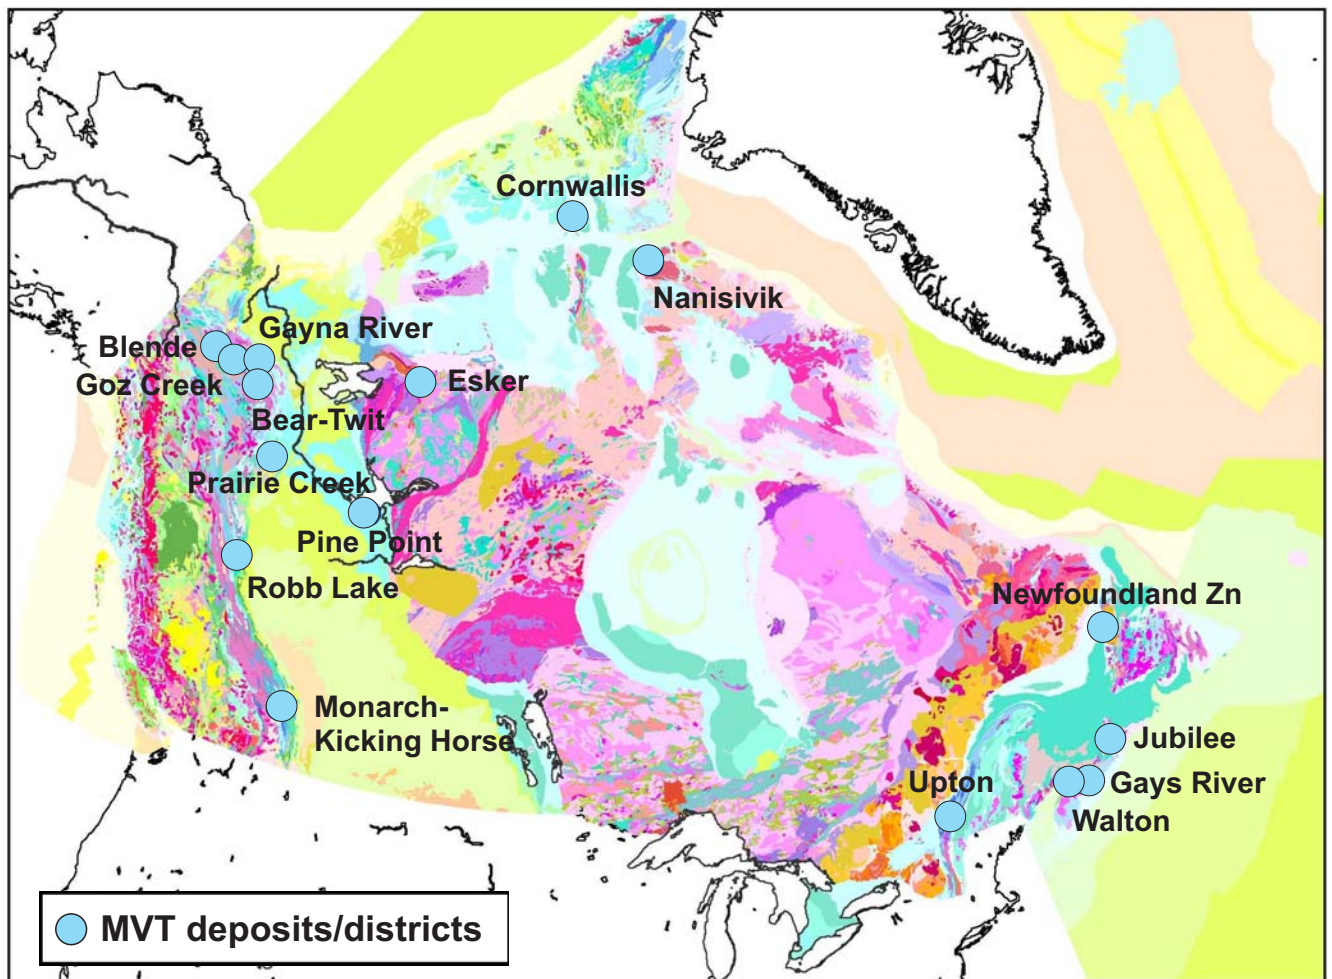 Cornwallis
Nanisivik
Gayna River
Blende
Goz Creek
Esker
Bear-Twit
Prairie Creek
Pine Point
Robb Lake
Newfoundland Zn
Monarch-
Kicking Horse
Jubilee
Upton
Gays River
Walton
MVT deposits/districts